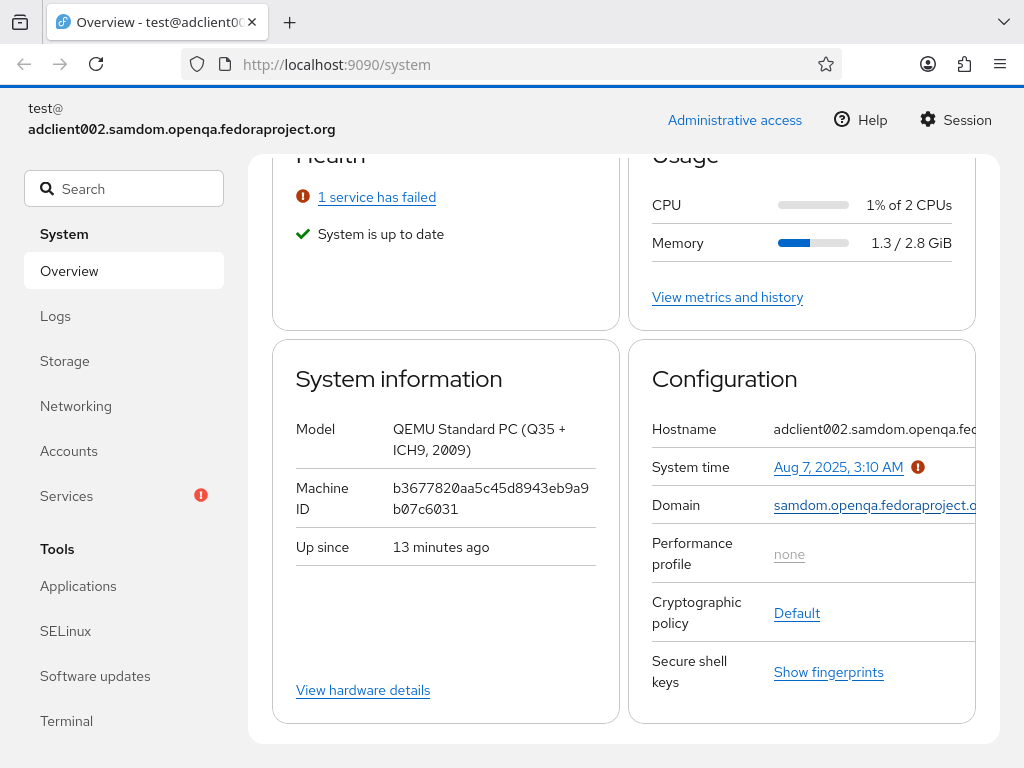 Overview - test@adclient00
http://localhost:9090/system
test@
adclient002.samdom.openqa.fedoraproject.org
Administrative access
Help
Session
Search
System
Overview
Logs
Storage
Networking
Accounts
Services
Tools
Applications
SELinux
Software updates
Terminal
Health
1 service has failed
System is up to date
Usage
CPU 1% of 2 CPUs
Memory 1.3 / 2.8 GiB
View metrics and history
System information
Model QEMU Standard PC (Q35 +
ICH9, 2009)
Machine b3677820aa5c45d8943eb9a9
ID b07c6031
Up since 13 minutes ago
View hardware details
Configuration
Hostname adclient002.samdom.openqa.fed
System time Aug 7, 2025, 3:10 AM
Domain samdom.openqa.fedoraproject.o
Performance
profile none
Cryptographic
policy Default
Secure shell
keys Show fingerprints